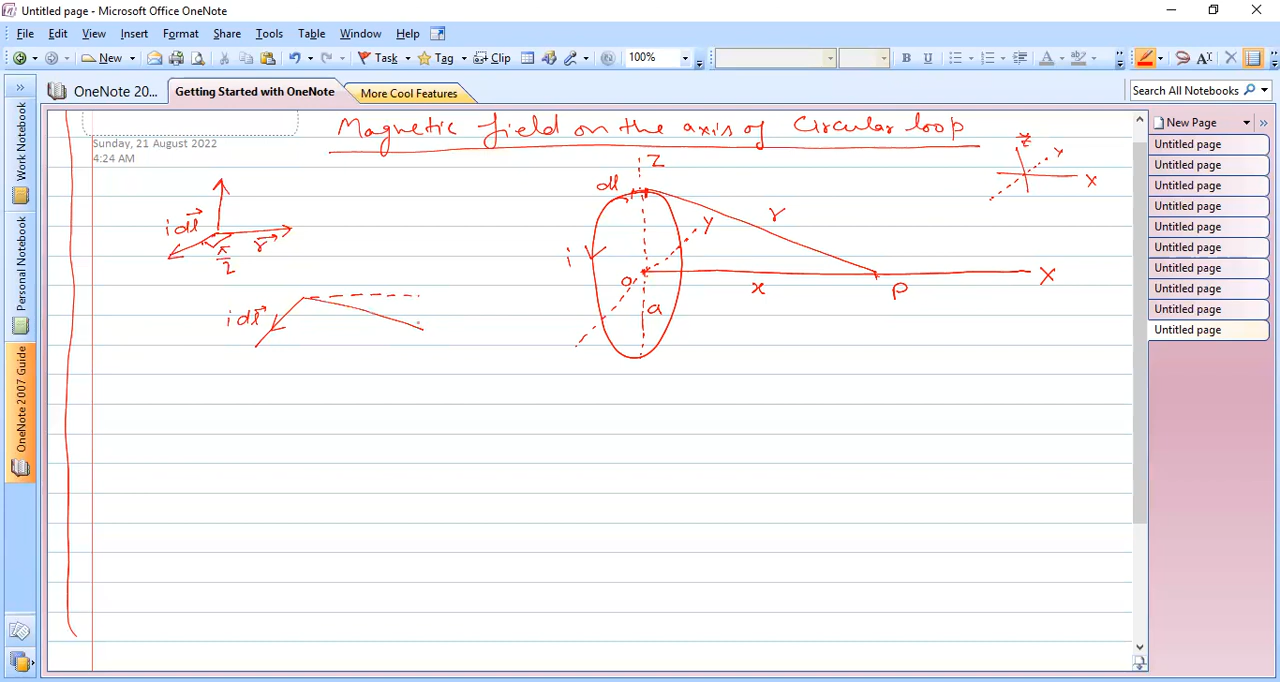 Untitled page - Microsoft Office OneNote
File Edit View Insert Format Share Tools Table Window Help
New Task Tag Clip 100% B U A
OneNote 20... Getting Started with OneNote More Cool Features
Search All Notebooks
Work Notebook
Personal Notebook
OneNote 2007 Guide
New Page
Untitled page
Untitled page
Untitled page
Untitled page
Untitled page
Untitled page
Untitled page
Untitled page
Untitled page
Untitled page
Magnetic field on the axis of Circular loop
Sunday, 21 August 2022
4:24 AM
i dl⃗
r⃗
π/2
i dl⃗
Z
dl
r
y
i
o
a
x
P
X
Z
y
X